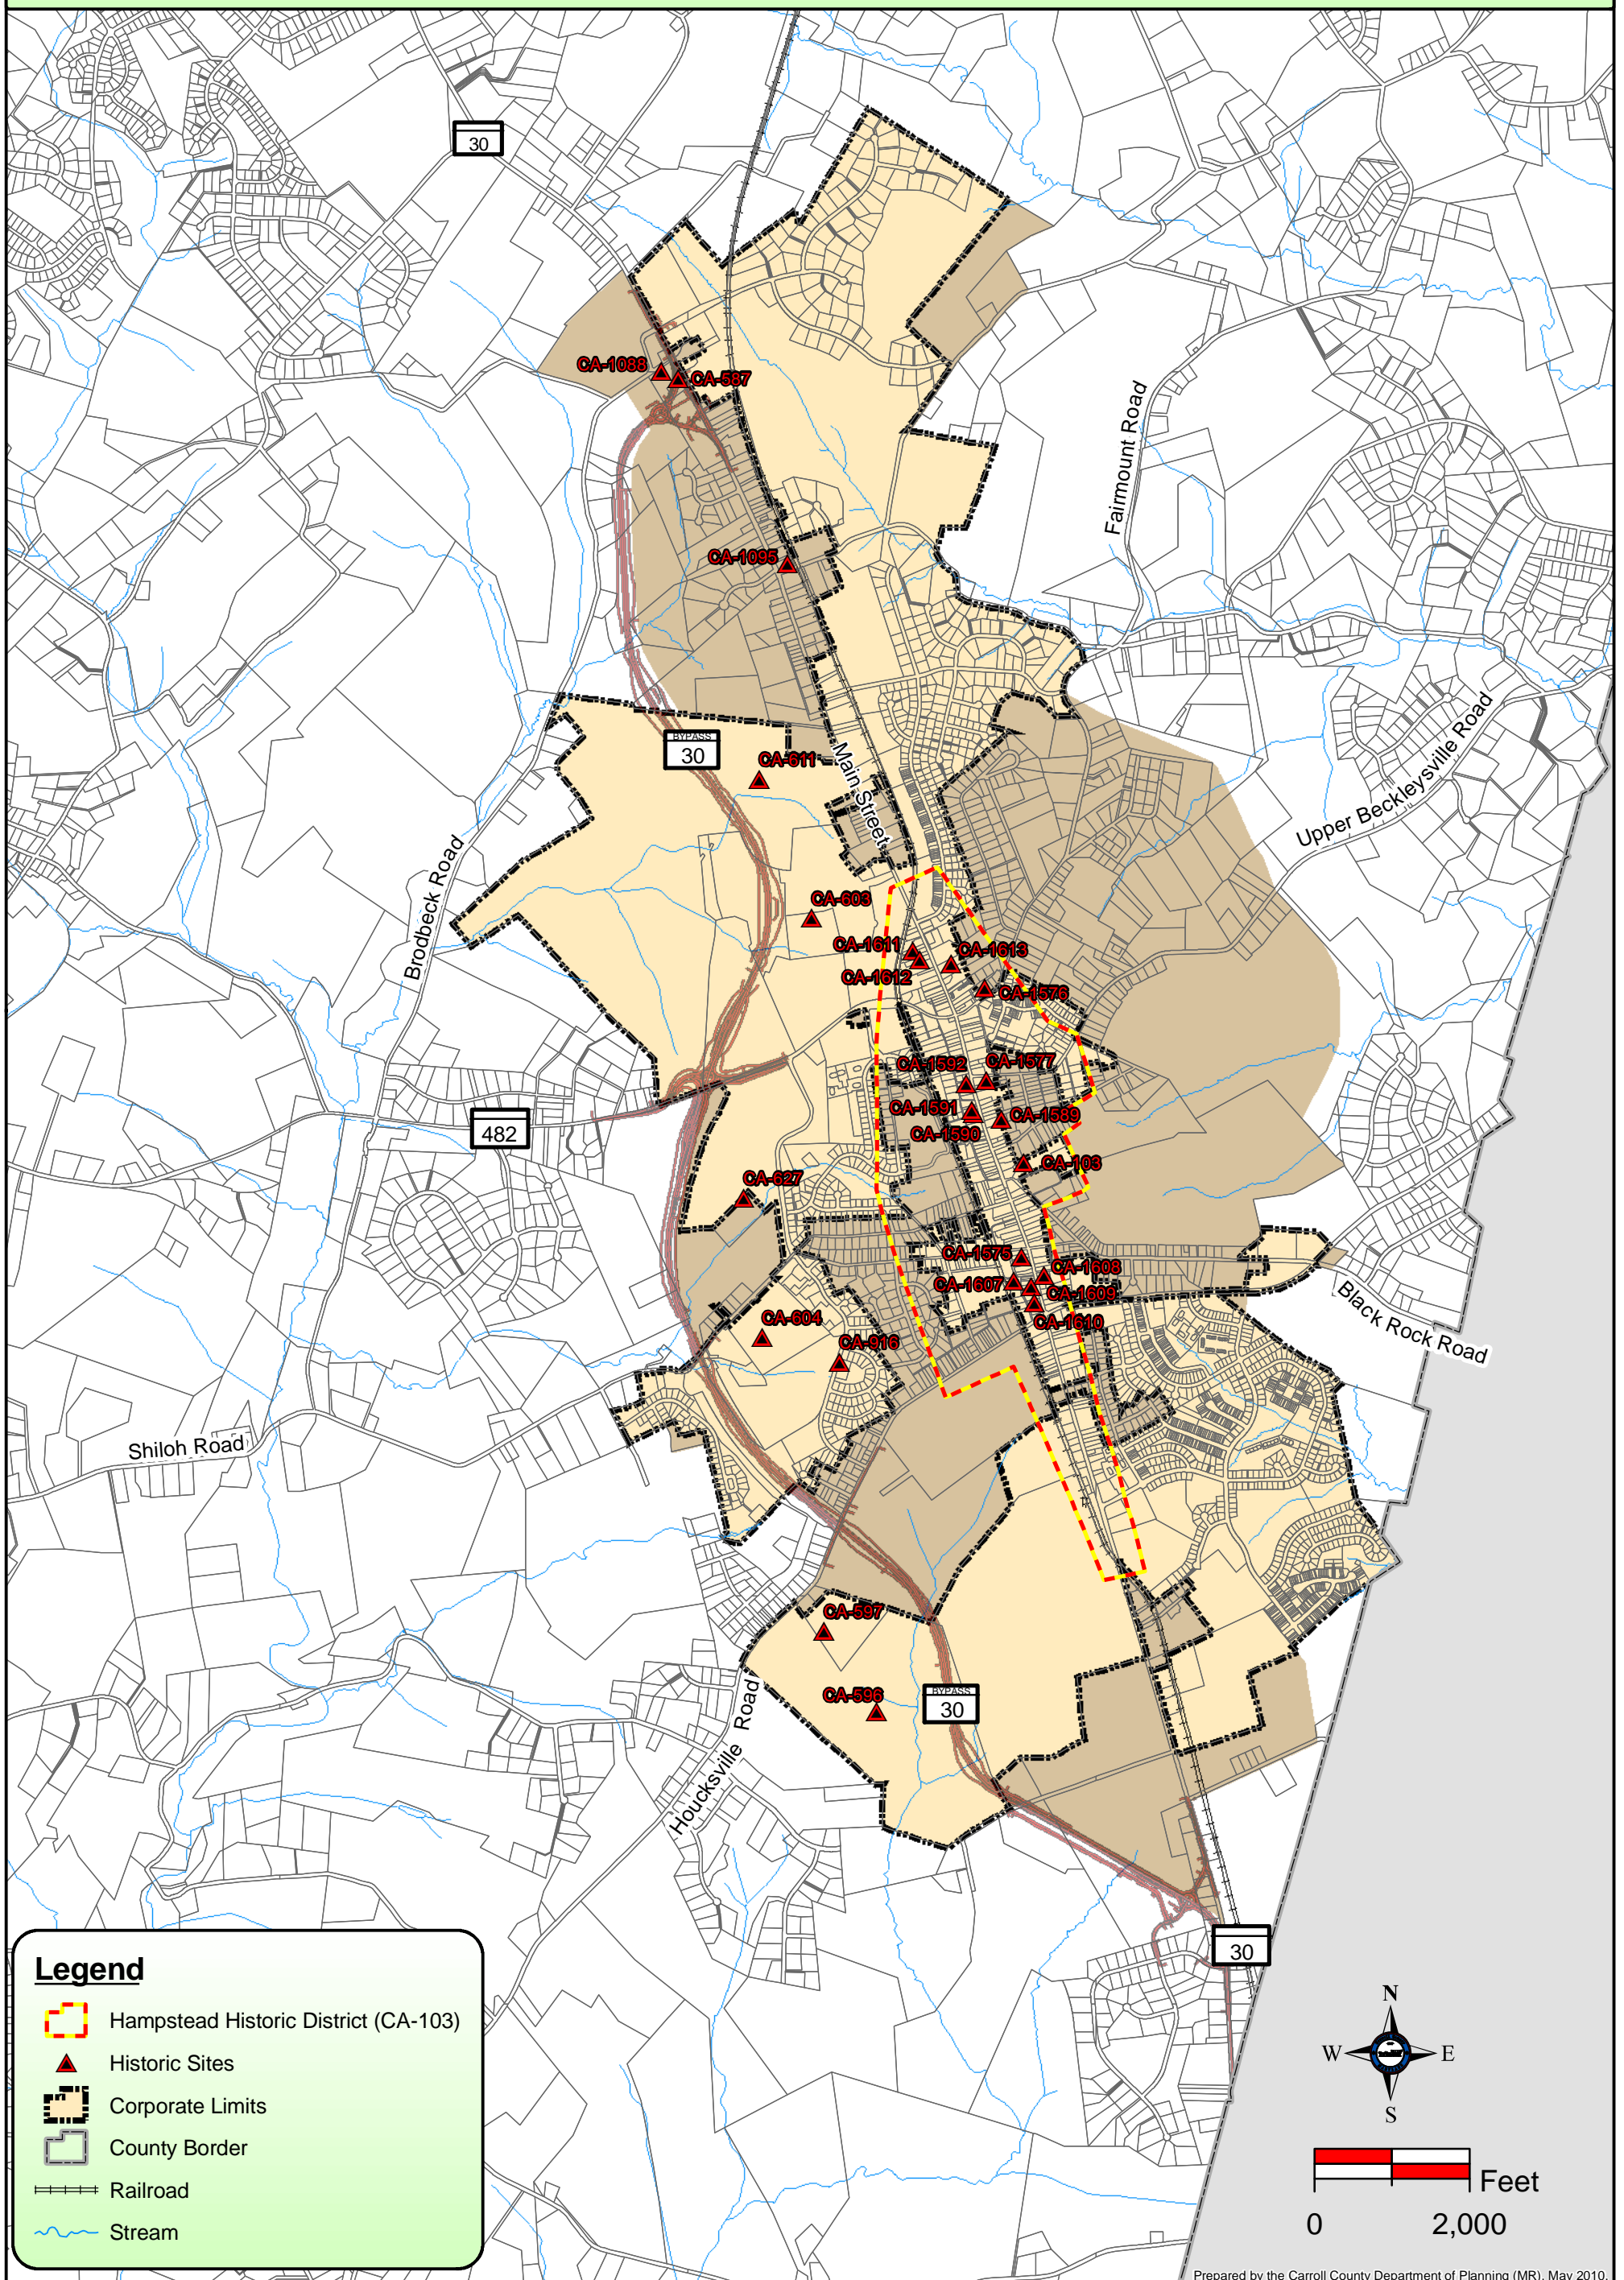 30
CA-1088
CA-587
Fairmount Road
CA-1095
Upper Beckleysville Road
BYPASS
30
CA-611
Main Street
Brodbeck Road
CA-603
CA-1611
CA-1613
CA-1612
CA-1576
CA-1592
CA-1577
CA-1591
CA-1589
CA-1590
482
CA-103
CA-627
CA-1575
CA-1608
CA-1607
CA-1609
CA-1610
CA-604
CA-916
Black Rock Road
Shiloh Road
CA-597
CA-596
BYPASS
30
Houcksville Road
30
Legend
Hampstead Historic District (CA-103)
Historic Sites
Corporate Limits
County Border
Railroad
Stream
N
W
E
S
Feet
0
2,000
Prepared by the Carroll County Department of Planning (MR), May 2010.